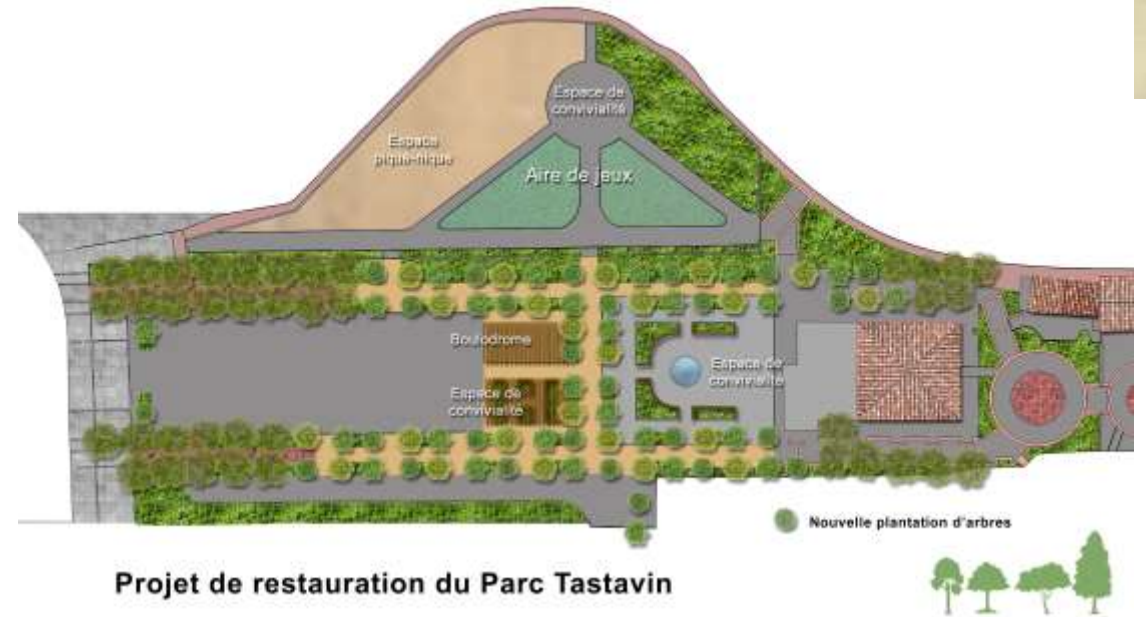 Espace de
convivialité
Espace
pique-nique
Aire de jeux
Boulodrome
Espace de
convivialité
Espace de
convivialité
Nouvelle plantation d'arbres
Projet de restauration du Parc Tastavin